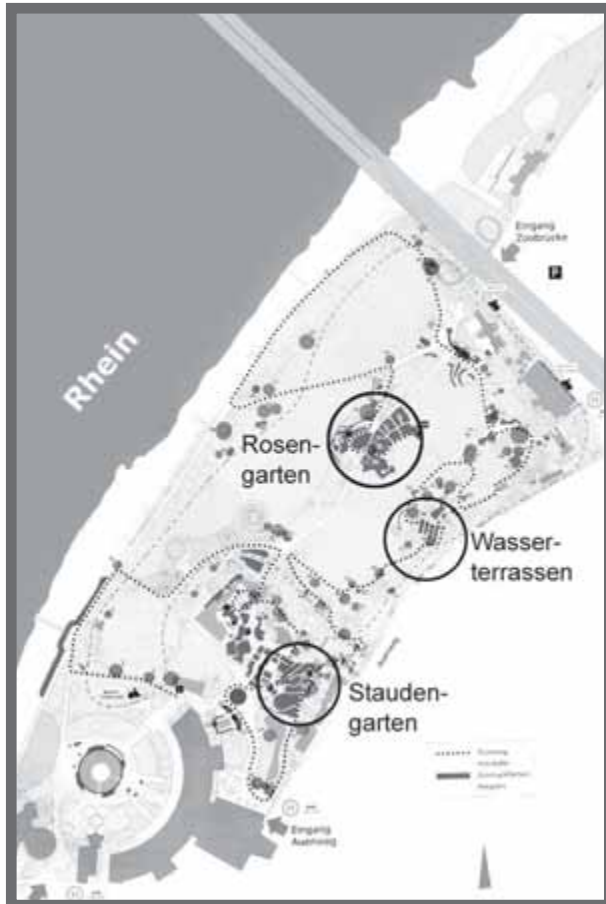 Eingang
Zoobrücke
P
Rhein
H
Rosen-
garten
Wasser-
terrassen
Stauden-
garten
H
Eingang
Auenweg
H